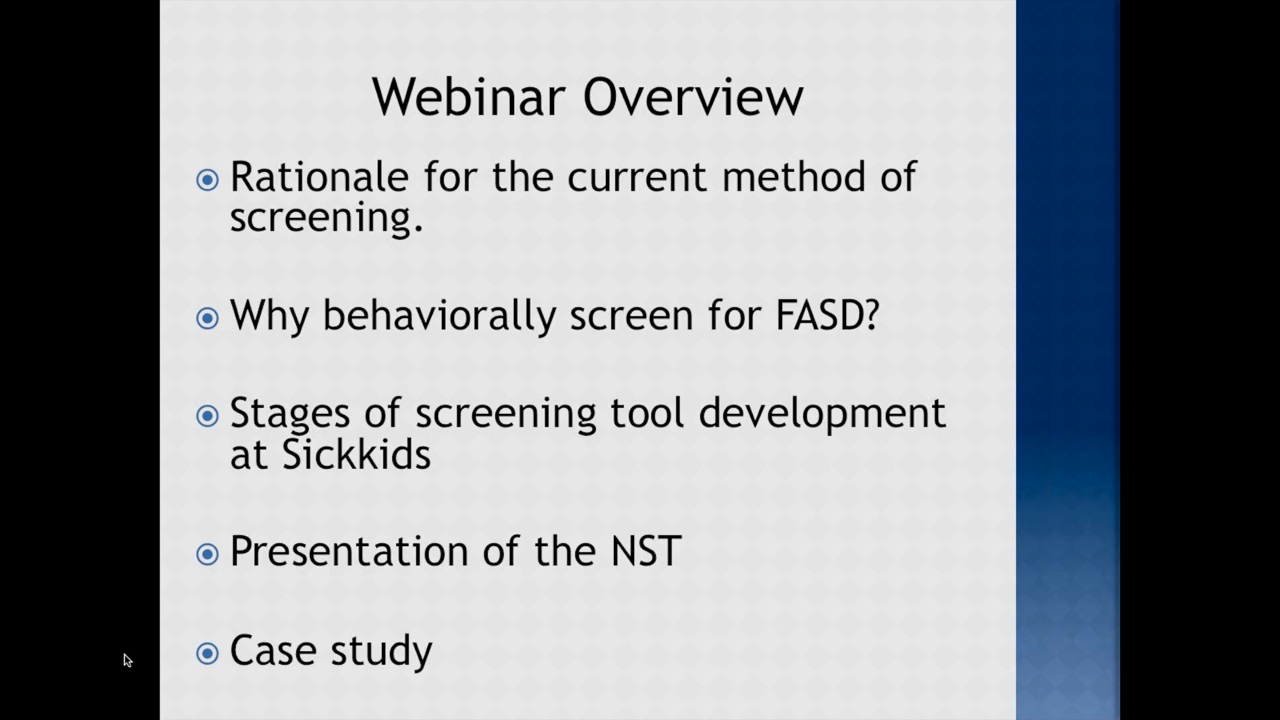 Webinar Overview
Rationale for the current method of
screening.
Why behaviorally screen for FASD?
Stages of screening tool development
at Sickkids
Presentation of the NST
Case study